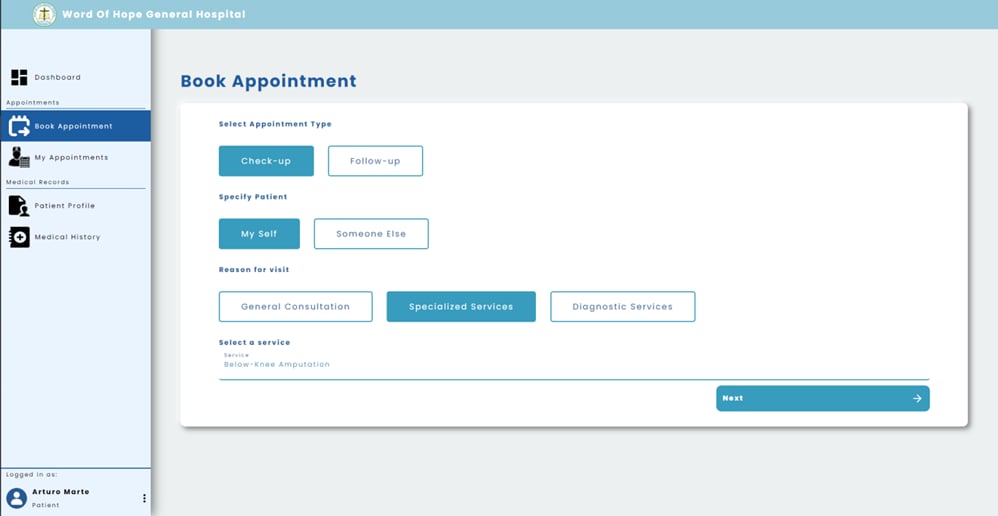 Word Of Hope General Hospital
Dashboard
Appointments
Book Appointment
My Appointments
Medical Records
Patient Profile
Medical History
Logged in as:
Arturo Marte
Patient
Book Appointment
Select Appointment Type
Check-up
Follow-up
Specify Patient
My Self
Someone Else
Reason for visit
General Consultation
Specialized Services
Diagnostic Services
Select a service
Service
Below-Knee Amputation
Next